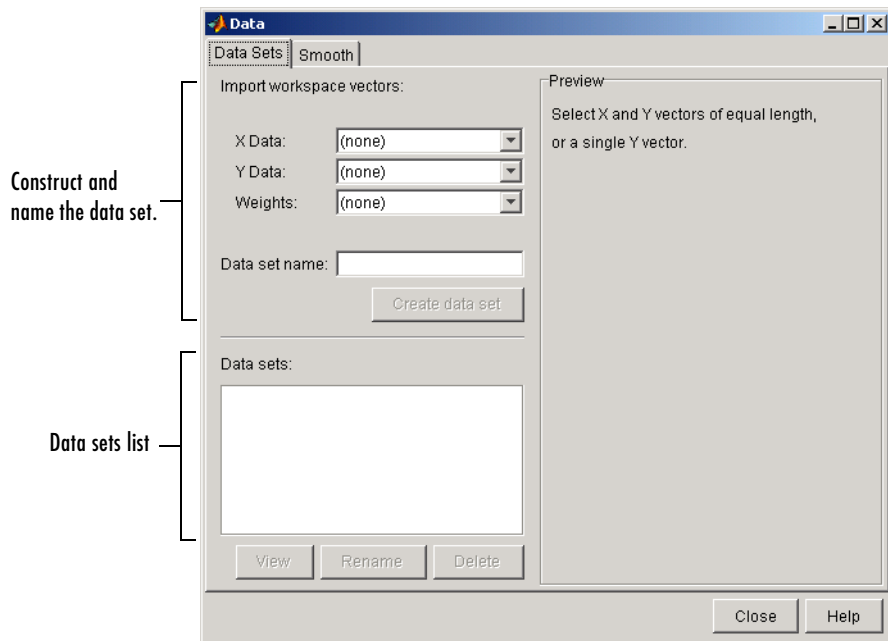 Data
Data Sets
Smooth
Import workspace vectors:
X Data:
(none)
Y Data:
(none)
Weights:
(none)
Data set name:
Create data set
Construct and
name the data set.
Data sets:
Data sets list
View
Rename
Delete
Preview
Select X and Y vectors of equal length,
or a single Y vector.
Close
Help